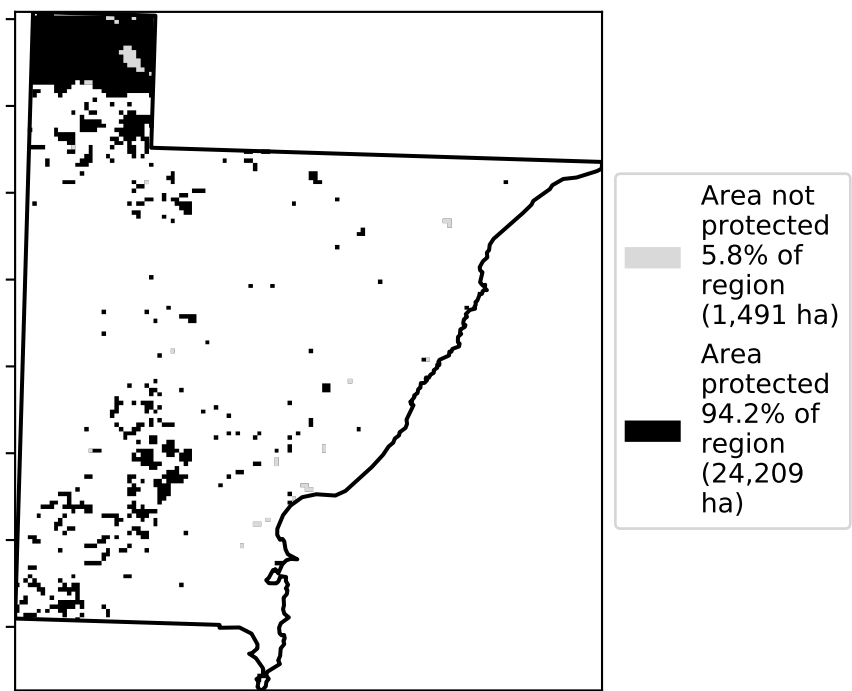 Area not
protected
5.8% of
region
(1,491 ha)
Area
protected
94.2% of
region
(24,209
ha)